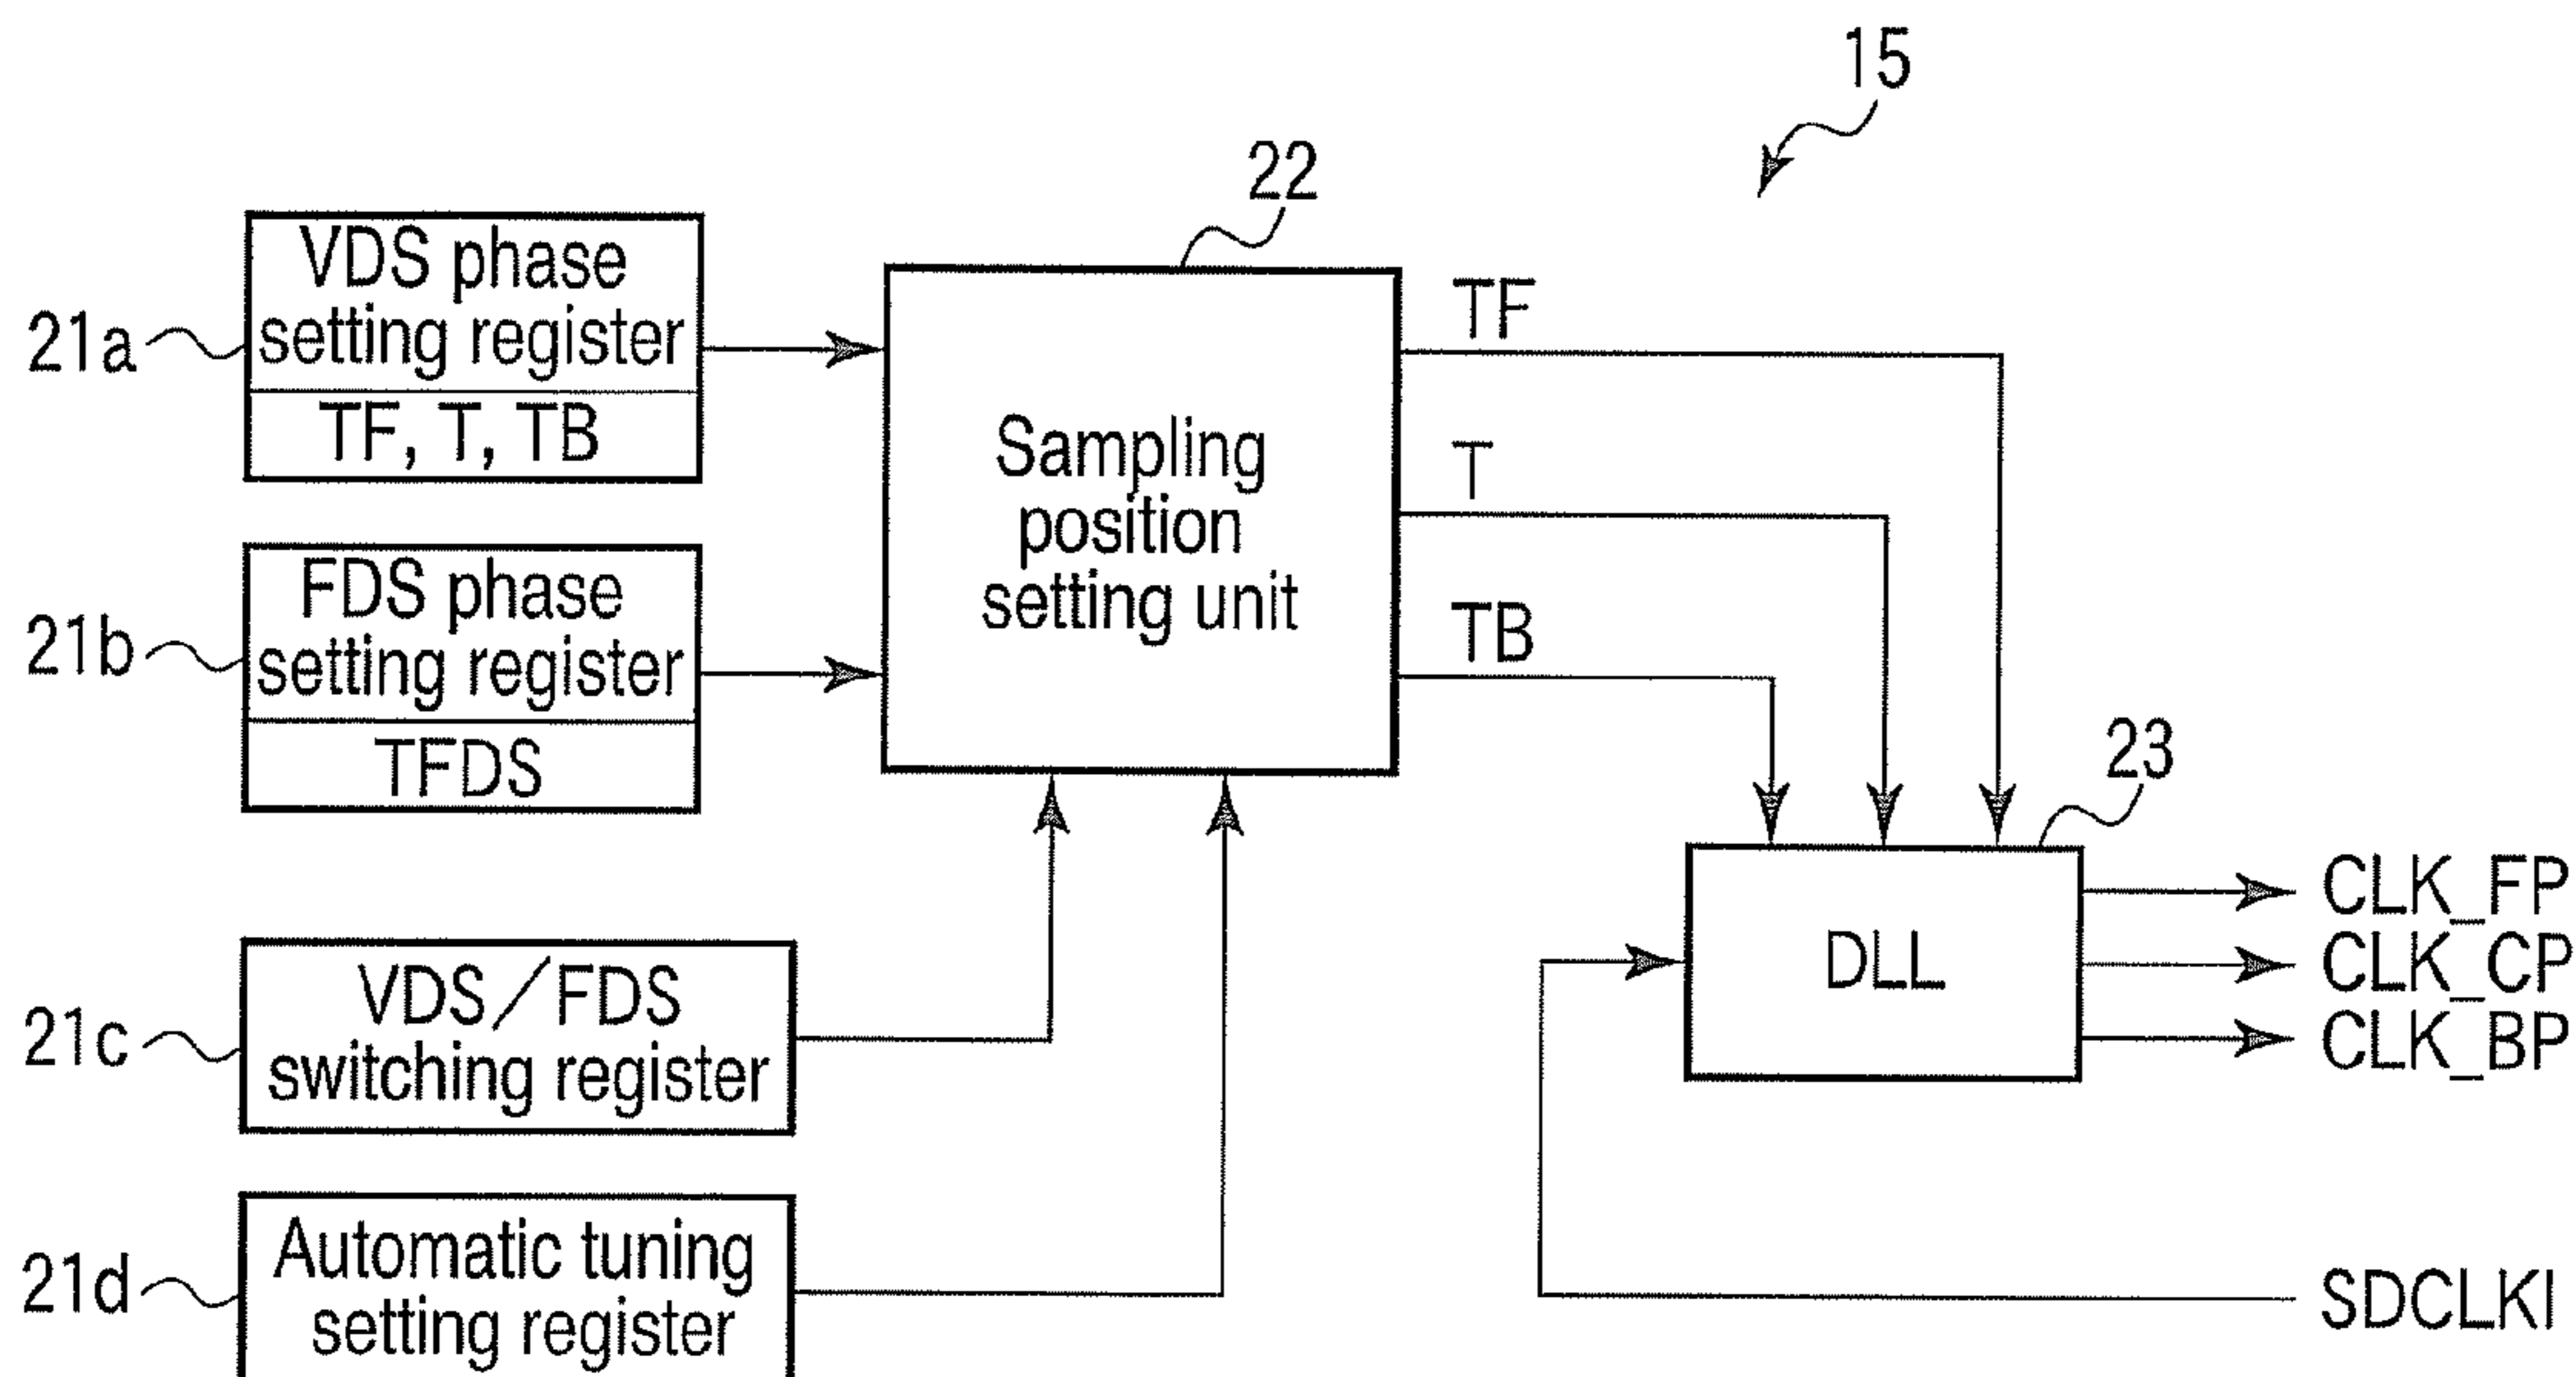 15
22
VDS phase
setting register
TF, T, TB
21a
FDS phase
setting register
TFDS
21b
Sampling
position
setting unit
TF
T
TB
23
VDS/FDS
switching register
21c
DLL
CLK_FP
CLK_CP
CLK_BP
Automatic tuning
setting register
21d
SDCLKI